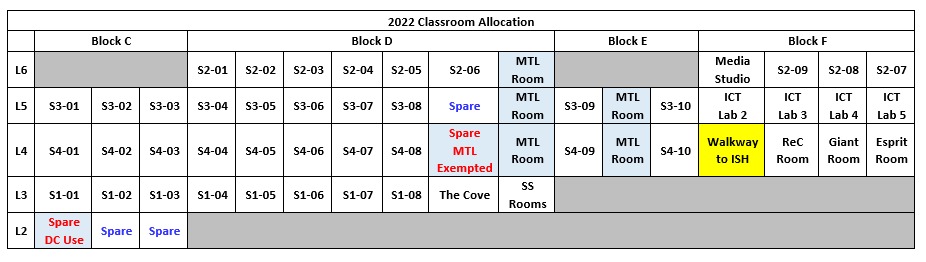 2022 Classroom Allocation
Block C Block D Block E Block F
L6 S2-01 S2-02 S2-03 S2-04 S2-05 S2-06 MTL Room Media Studio S2-09 S2-08 S2-07
L5 S3-01 S3-02 S3-03 S3-04 S3-05 S3-06 S3-07 S3-08 Spare MTL Room S3-09 MTL Room S3-10 ICT Lab 2 ICT Lab 3 ICT Lab 4 ICT Lab 5
L4 S4-01 S4-02 S4-03 S4-04 S4-05 S4-06 S4-07 S4-08 Spare MTL Exempted MTL Room S4-09 MTL Room S4-10 Walkway to ISH ReC Room Giant Room Esprit Room
L3 S1-01 S1-02 S1-03 S1-04 S1-05 S1-06 S1-07 S1-08 The Cove SS Rooms
L2 Spare DC Use Spare Spare